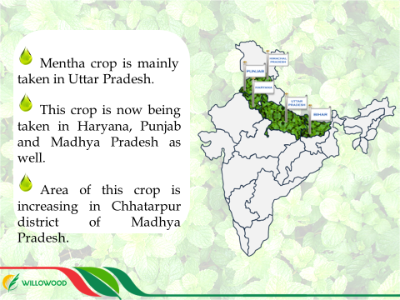 Mentha crop is mainly
taken in Uttar Pradesh.
This crop is now being
taken in Haryana, Punjab
and Madhya Pradesh as
well.
Area of this crop is
increasing in Chhatarpur
district of Madhya
Pradesh.
HIMACHAL
PRADESH
PUNJAB
HARYANA
UTTAR
PRADESH
BIHAR
WILLOWOOD